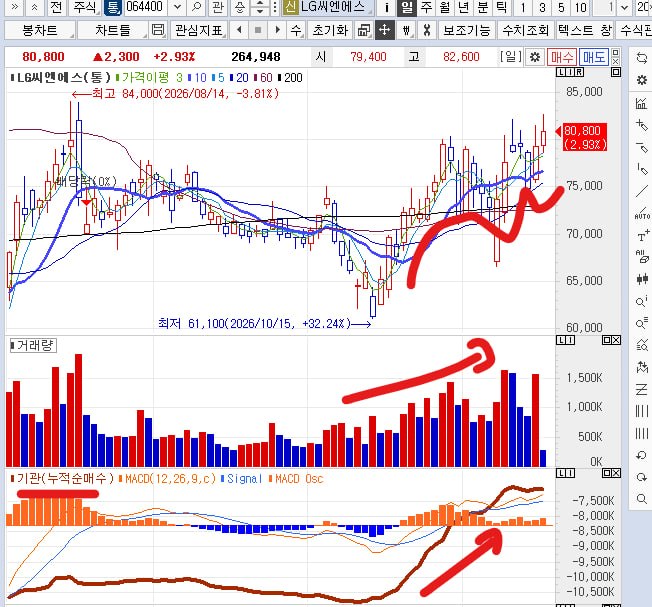 전 주식 통 064400 관 신 LG씨엔에스 i 일 주 월 년 분 틱 1 3 5 10 1
봉차트 차트틀 관심지표 수 초기화 보조기능 수치조회 텍스트 창 수식관
80,800 ▲2,300 +2.93% 264,948 시 79,400 고 82,600 [일] 매수 매도
LG씨엔에스(통) 가격이평 3 10 5 20 60 200
L I R
최고 84,000(2026/08/14, -3.81%)
85,000
80,800
(2.93%)
배당락(0%)
75,000
70,000
65,000
최저 61,100(2026/10/15, +32.24%)
60,000
거래량
L I
1,500K
1,000K
500K
0K
기관(누적순매수) MACD(12,26,9,c) Signal MACD Osc
L I
-7,500K
-8,000K
-8,500K
-9,000K
-9,500K
-10,000K
-10,500K
AUTO
T
All